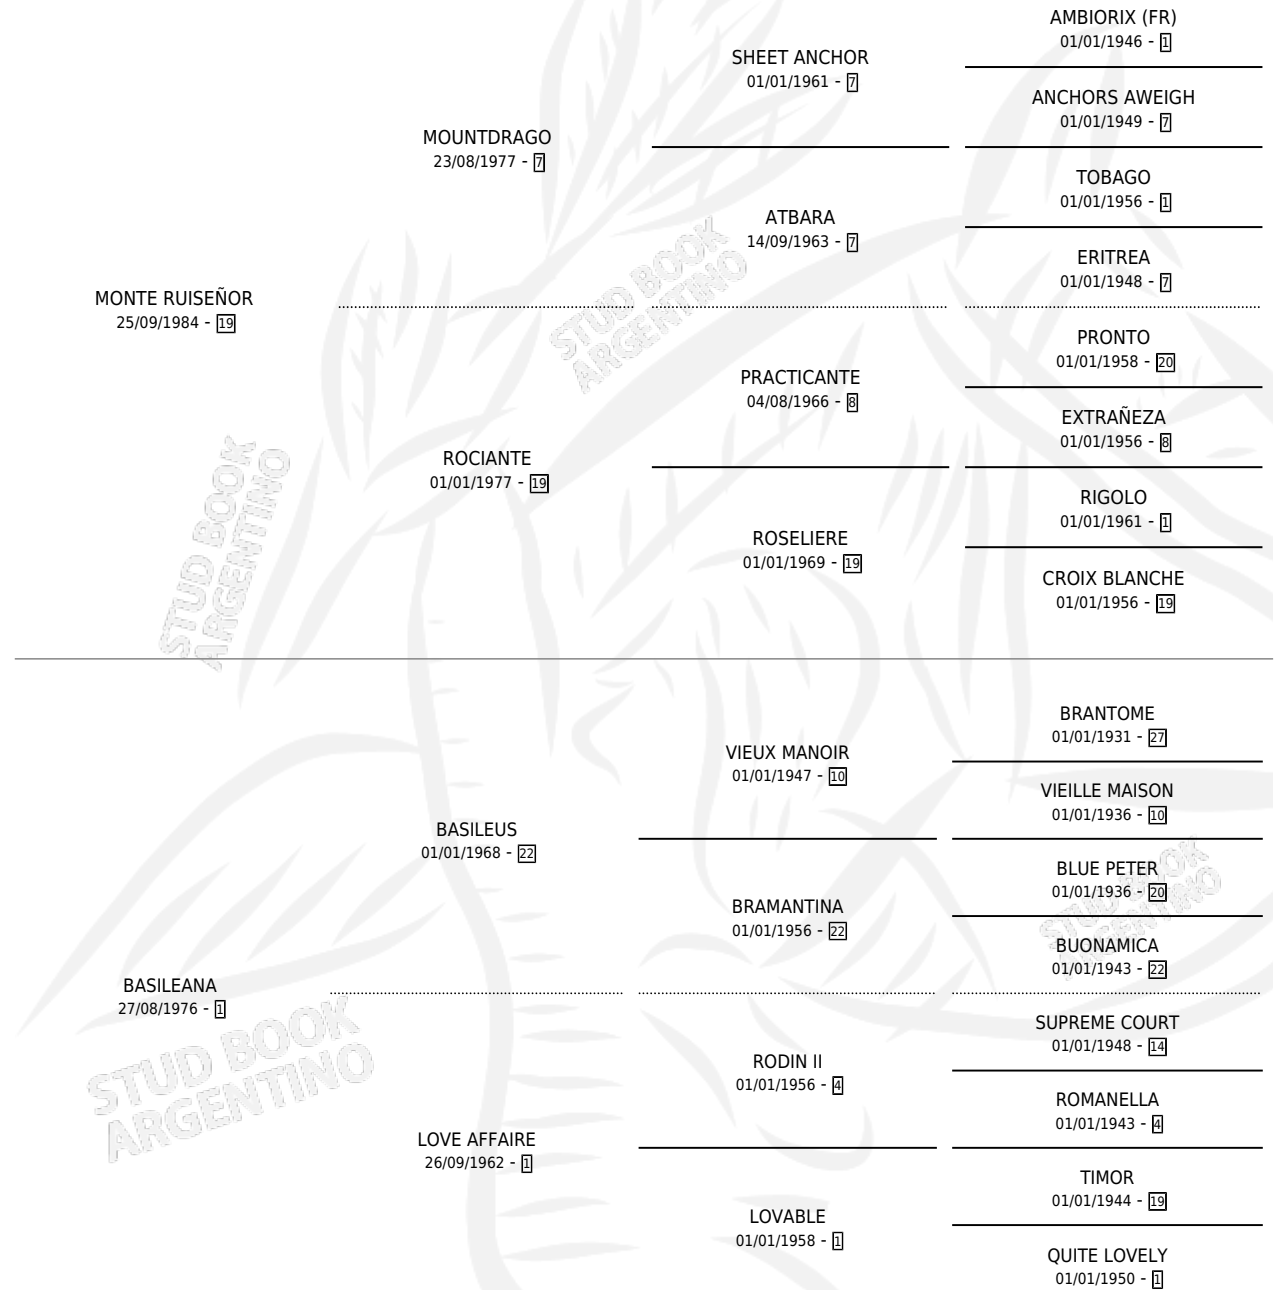 AMBIORIX (FR)
01/01/1946 - 1
SHEET ANCHOR
01/01/1961 - 7
ANCHORS AWEIGH
01/01/1949 - 7
MOUNTDRAGO
23/08/1977 - 7
TOBAGO
01/01/1956 - 1
ATBARA
14/09/1963 - 7
ERITREA
01/01/1948 - 7
MONTE RUISEÑOR
25/09/1984 - 19
PRONTO
01/01/1958 - 20
PRACTICANTE
04/08/1966 - 8
EXTRAÑEZA
01/01/1956 - 8
ROCIANTE
01/01/1977 - 19
RIGOLO
01/01/1961 - 1
ROSELIERE
01/01/1969 - 19
CROIX BLANCHE
01/01/1956 - 19
BRANTOME
01/01/1931 - 27
VIEUX MANOIR
01/01/1947 - 10
VIEILLE MAISON
01/01/1936 - 10
BASILEUS
01/01/1968 - 22
BLUE PETER
01/01/1936 - 20
BRAMANTINA
01/01/1956 - 22
BUONAMICA
01/01/1943 - 22
BASILEANA
27/08/1976 - 1
SUPREME COURT
01/01/1948 - 14
RODIN II
01/01/1956 - 4
ROMANELLA
01/01/1943 - 4
LOVE AFFAIRE
26/09/1962 - 1
TIMOR
01/01/1944 - 19
LOVABLE
01/01/1958 - 1
QUITE LOVELY
01/01/1950 - 1
STUD BOOK
ARGENTINO
STUD BOOK
ARGENTINO
STUD BOOK
ARGENTINO
STUD BOOK
ARGENTINO